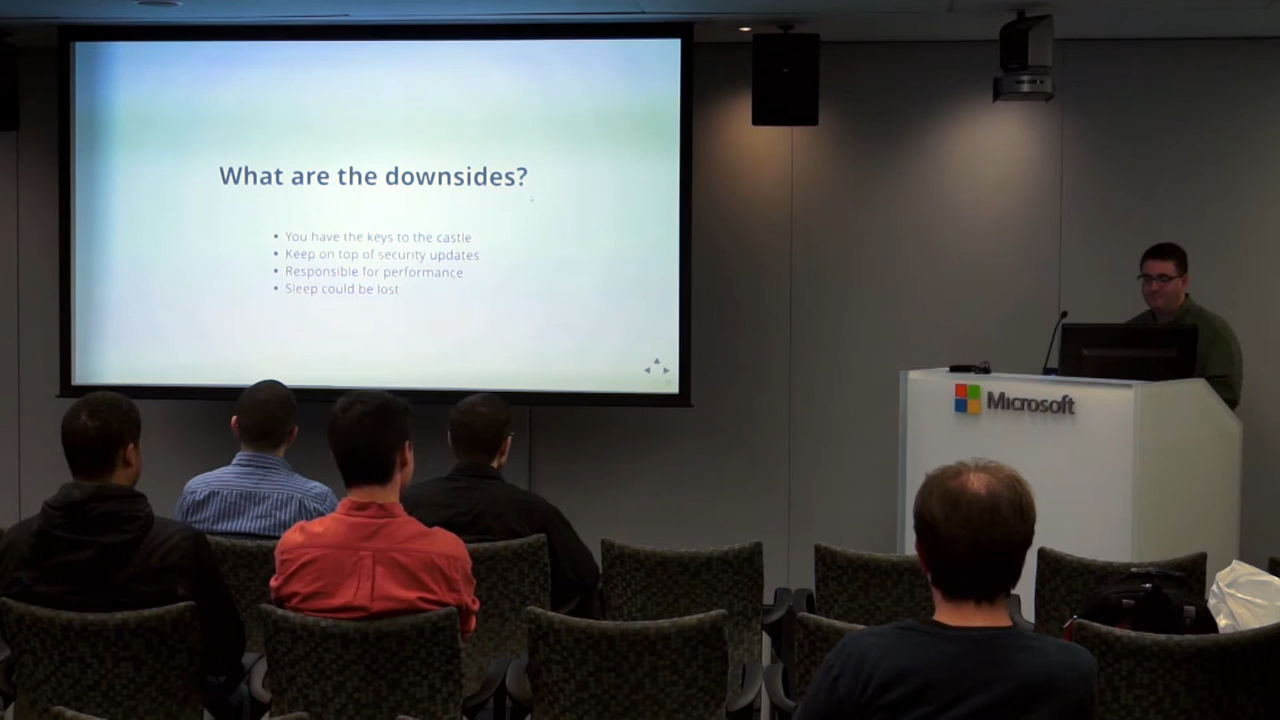 What are the downsides?
• You have the keys to the castle
• Keep on top of security updates
• Responsible for performance
• Sleep could be lost
Microsoft